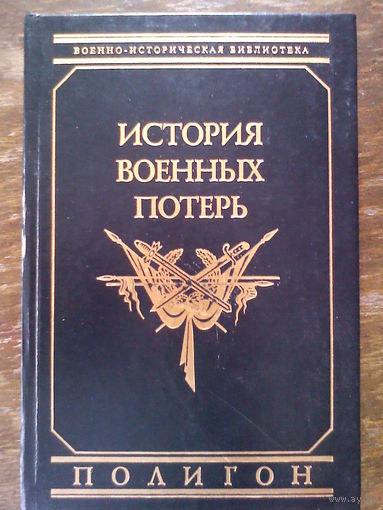 ВОЕННО-ИСТОРИЧЕСКАЯ БИБЛИОТЕКА
ИСТОРИЯ
ВОЕННЫХ
ПОТЕРЬ
ПОЛИГОН